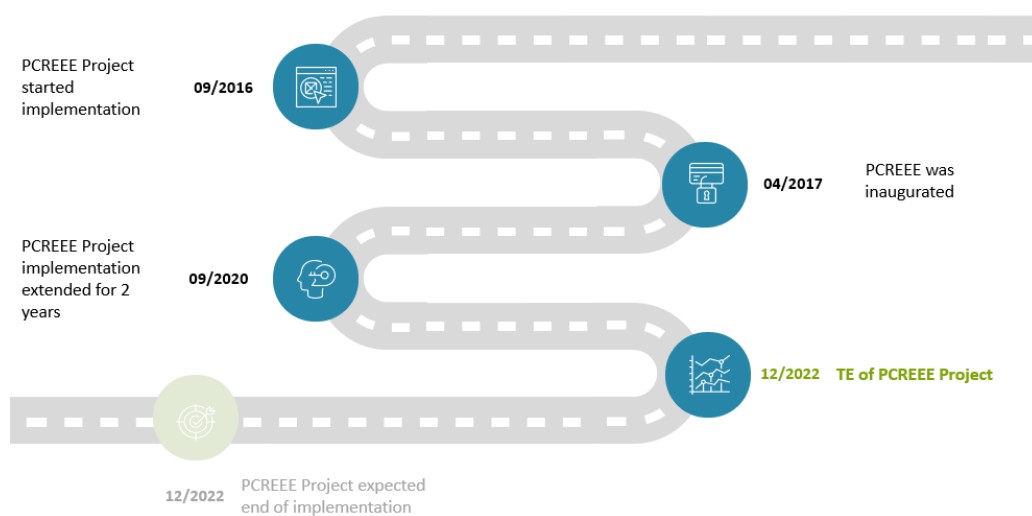 PCREEE Project
started
implementation
09/2016
04/2017
PCREEE was
inaugurated
PCREEE Project
implementation
extended for 2
years
09/2020
12/2022
TE of PCREEE Project
12/2022
PCREEE Project expected
end of implementation